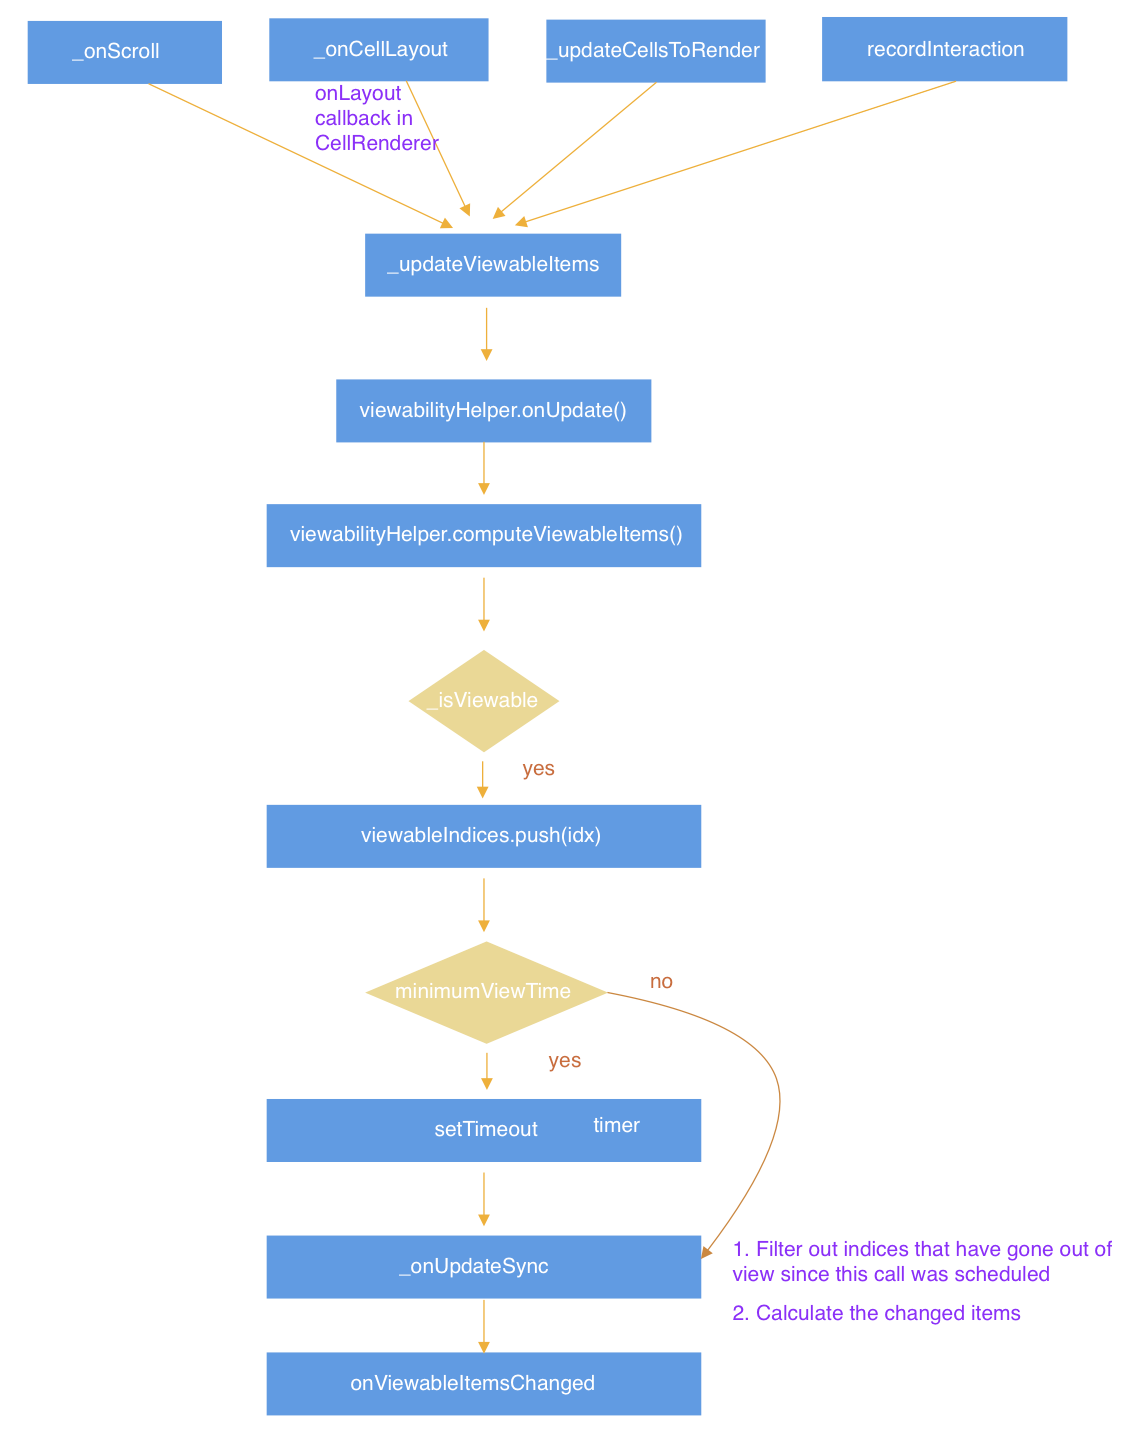 _onScroll
_onCellLayout
_updateCellsToRender
recordInteraction
onLayout
callback in
CellRenderer
_updateViewableItems
viewabilityHelper.onUpdate()
viewabilityHelper.computeViewableItems()
_isViewable
yes
viewableIndices.push(idx)
minimumViewTime
no
yes
setTimeout
timer
_onUpdateSync
1. Filter out indices that have gone out of
view since this call was scheduled
2. Calculate the changed items
onViewableItemsChanged